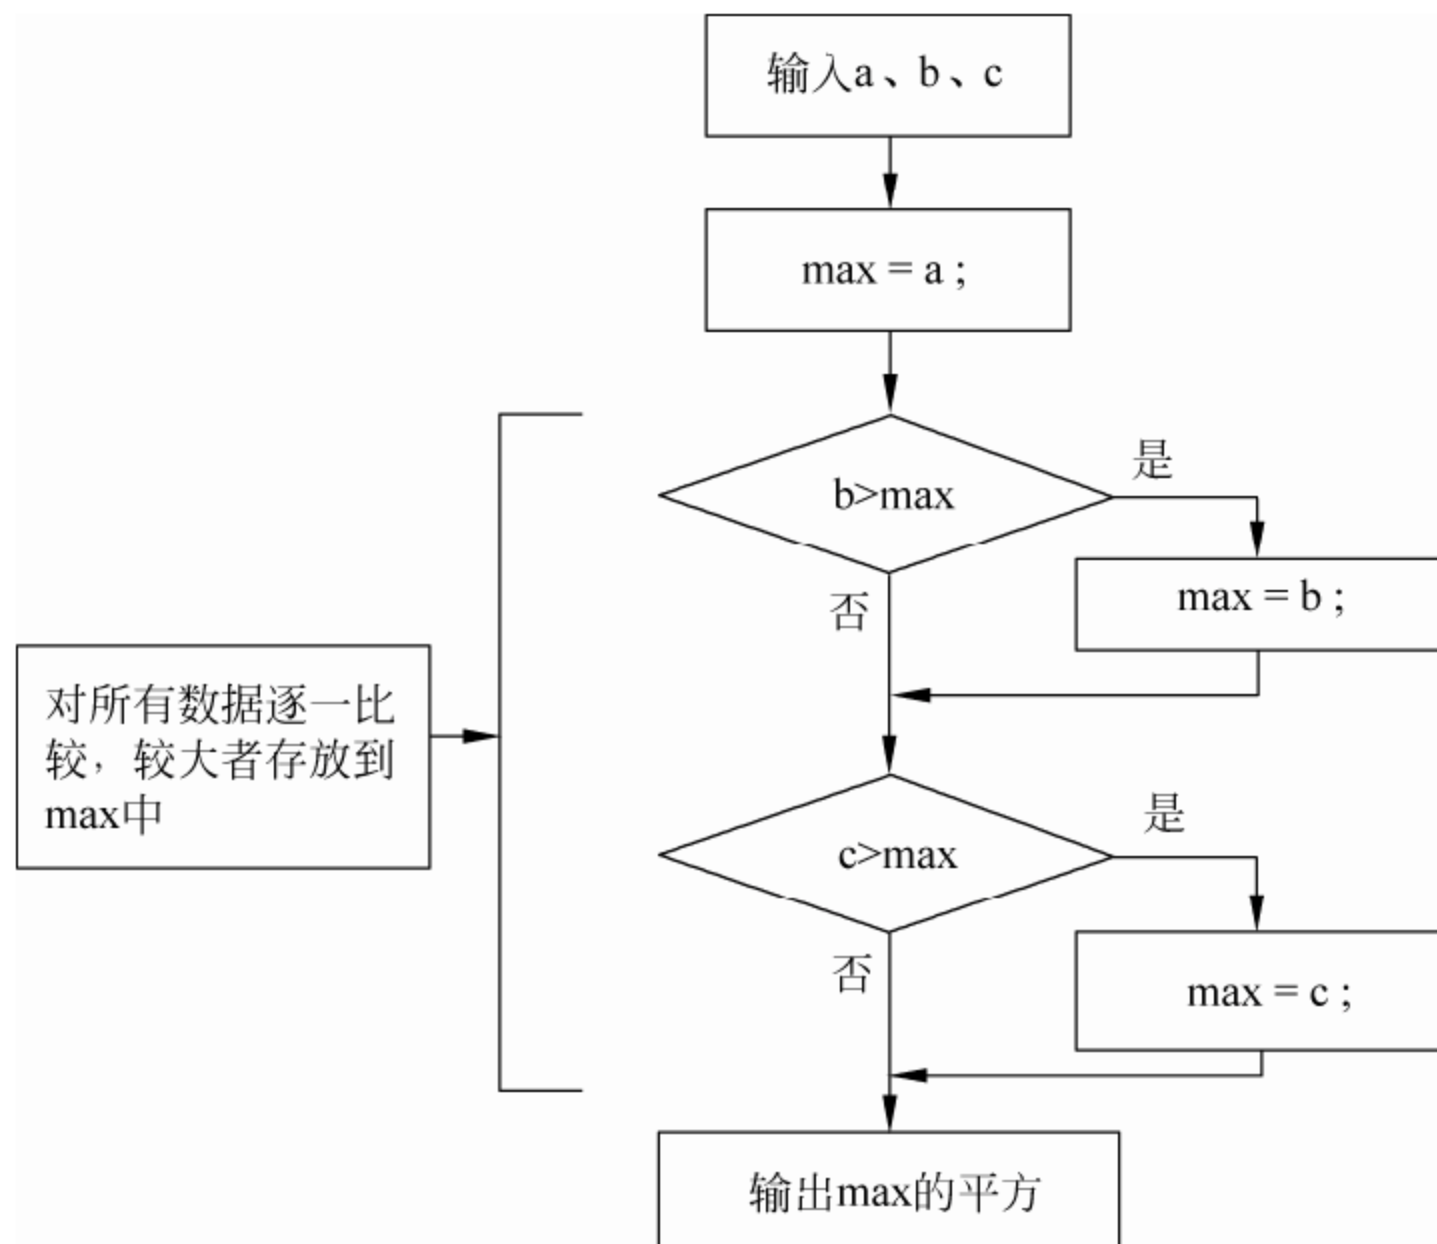 输入a、b、c
max = a ;
b>max
是
max = b ;
否
对所有数据逐一比
较，较大者存放到
max中
c>max
是
max = c ;
否
输出max的平方